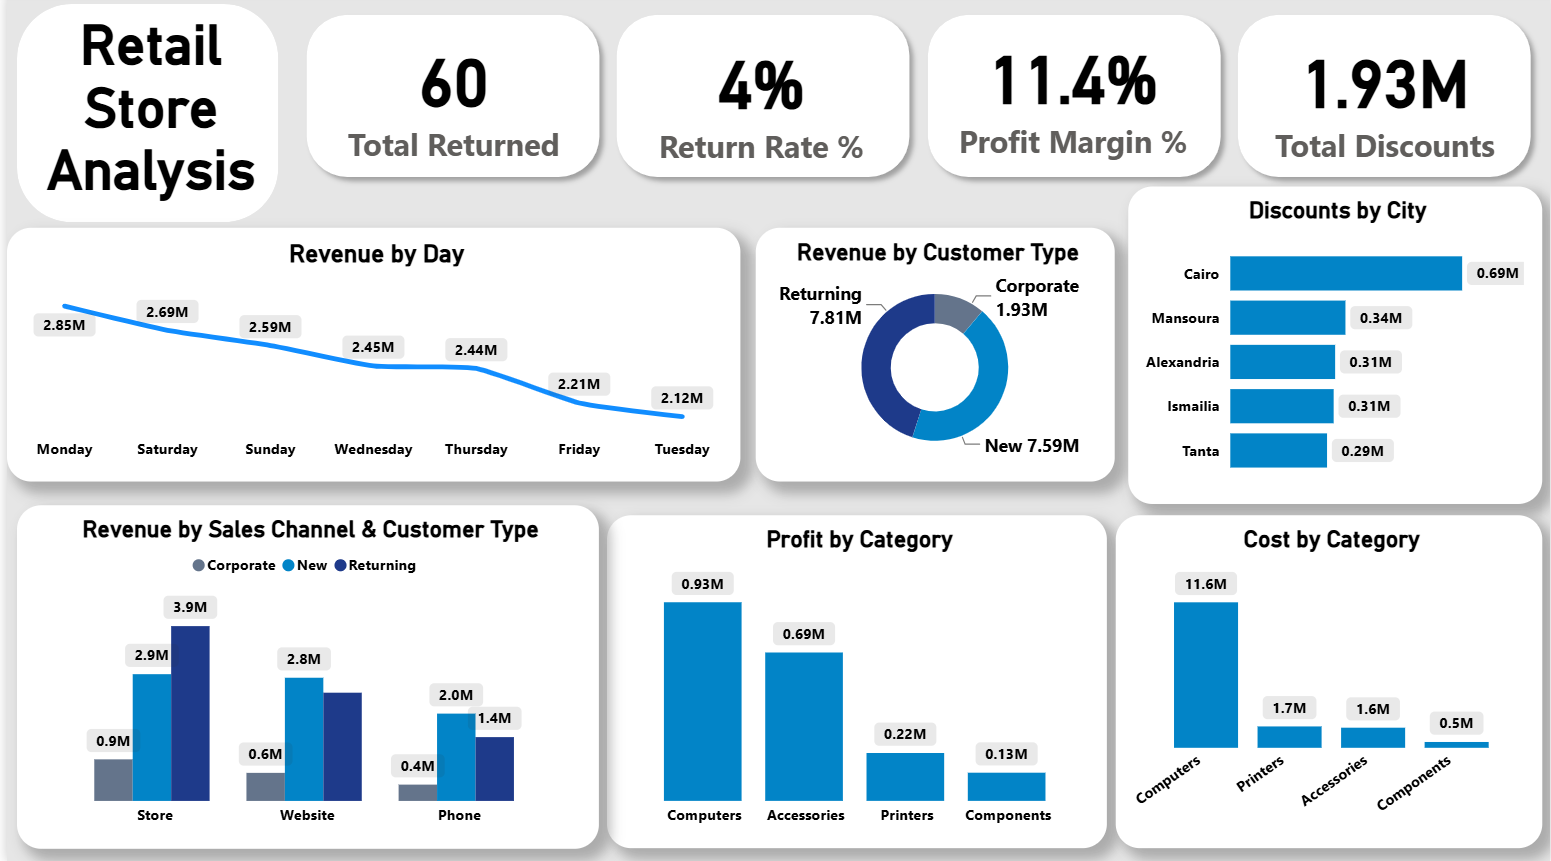 Retail
Store
Analysis
60
Total Returned
4%
Return Rate %
11.4%
Profit Margin %
1.93M
Total Discounts
Revenue by Day
2.85M
2.69M
2.59M
2.45M
2.44M
2.21M
2.12M
Monday Saturday Sunday Wednesday Thursday Friday Tuesday
Revenue by Customer Type
Returning
7.81M
Corporate
1.93M
New 7.59M
Discounts by City
Cairo 0.69M
Mansoura 0.34M
Alexandria 0.31M
Ismailia 0.31M
Tanta 0.29M
Revenue by Sales Channel & Customer Type
Corporate New Returning
0.9M 2.9M 3.9M
0.6M 2.8M
0.4M 2.0M 1.4M
Store Website Phone
Profit by Category
0.93M
0.69M
0.22M
0.13M
Computers Accessories Printers Components
Cost by Category
11.6M
1.7M
1.6M
0.5M
Computers Printers Accessories Components